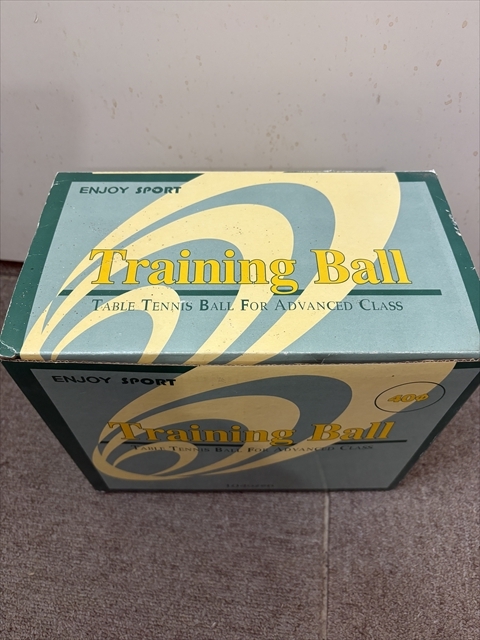 ENJOY SPORT
Training Ball
TABLE TENNIS BALL FOR ADVANCED CLASS
ENJOY SPORT
Training Ball
TABLE TENNIS BALL FOR ADVANCED CLASS